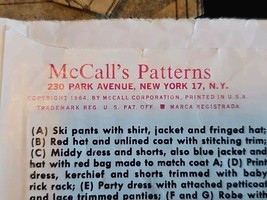 McCall's Patterns
230 PARK AVENUE, NEW YORK 17, N.Y.
COPYRIGHT 1964, BY McCALL CORPORATION, PRINTED IN U.S.A
TRADEMARK REG. U.S. PAT. OFF. ■ MARCA REGISTRADA.
(A) Ski pants with shirt, jacket and fringed hat;
(B) Red hat and unlined coat with stitching trim;
(C) Middy dress and shorts, also blue jacket and
hat with red bag made to match coat A; (D) Print
dress, kerchief and shorts trimmed with baby
rick rack; (E) Party dress with attached petticoat
and lace trimmed panties; (F and G) Robe with